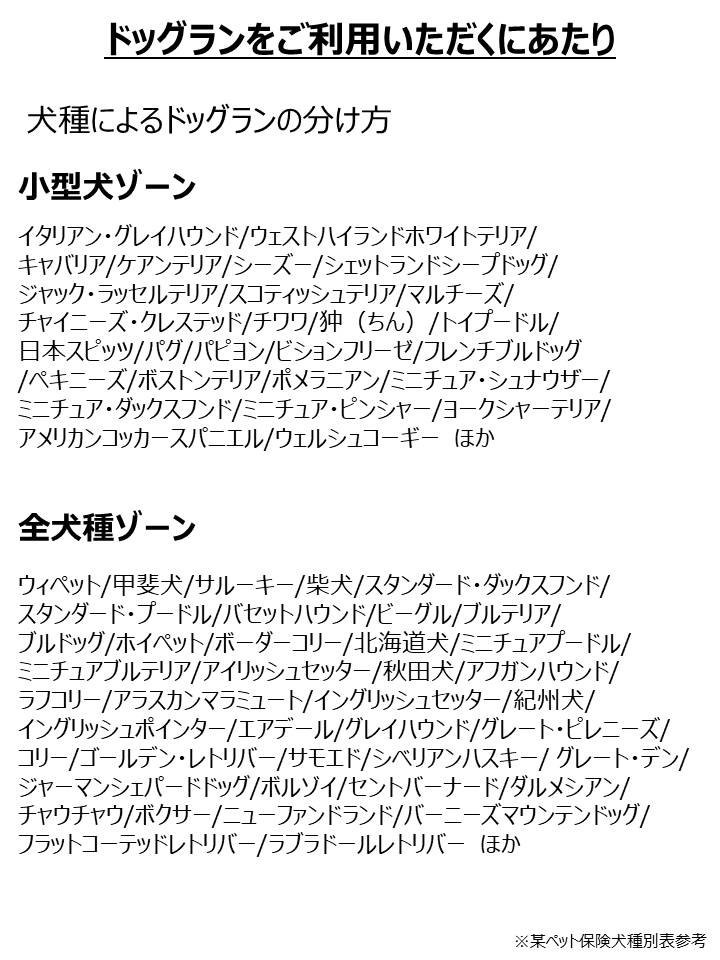 ドッグランをご利用いただくにあたり
犬種によるドッグランの分け方
小型犬ゾーン
イタリアン・グレイハウンド/ウェストハイランドホワイトテリア/
キャバリア/ケアンテリア/シーズー/シェットランドシープドッグ/
ジャック・ラッセルテリア/スコティッシュテリア/マルチーズ/
チャイニーズ・クレステッド/チワワ/狆（ちん）/トイプードル/
日本スピッツ/パグ/パピヨン/ビションフリーゼ/フレンチブルドッグ
/ペキニーズ/ボストンテリア/ポメラニアン/ミニチュア・シュナウザー/
ミニチュア・ダックスフンド/ミニチュア・ピンシャー/ヨークシャーテリア/
アメリカンコッカースパニエル/ウェルシュコーギー ほか
全犬種ゾーン
ウィペット/甲斐犬/サルーキー/柴犬/スタンダード・ダックスフンド/
スタンダード・プードル/バセットハウンド/ビーグル/ブルテリア/
ブルドッグ/ホイペット/ボーダーコリー/北海道犬/ミニチュアプードル/
ミニチュアブルテリア/アイリッシュセッター/秋田犬/アフガンハウンド/
ラフコリー/アラスカンマラミュート/イングリッシュセッター/紀州犬/
イングリッシュポインター/エアデール/グレイハウンド/グレート・ピレニーズ/
コリー/ゴールデン・レトリバー/サモエド/シベリアンハスキー/ グレート・デン/
ジャーマンシェパードドッグ/ボルゾイ/セントバーナード/ダルメシアン/
チャウチャウ/ボクサー/ニューファンドランド/バーニーズマウンテンドッグ/
フラットコーテッドレトリバー/ラブラドールレトリバー ほか
※某ペット保険犬種別表参考